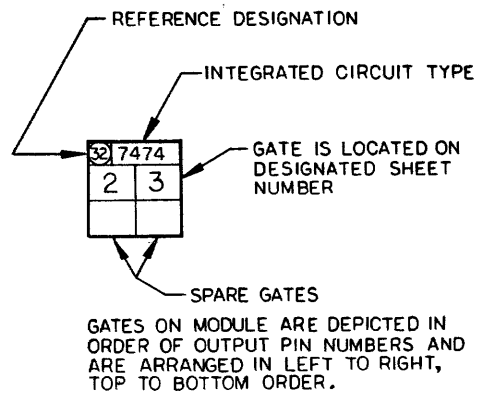 REFERENCE DESIGNATION
INTEGRATED CIRCUIT TYPE
32 7474
2 3
GATE IS LOCATED ON
DESIGNATED SHEET
NUMBER
SPARE GATES
GATES ON MODULE ARE DEPICTED IN
ORDER OF OUTPUT PIN NUMBERS AND
ARE ARRANGED IN LEFT TO RIGHT,
TOP TO BOTTOM ORDER.